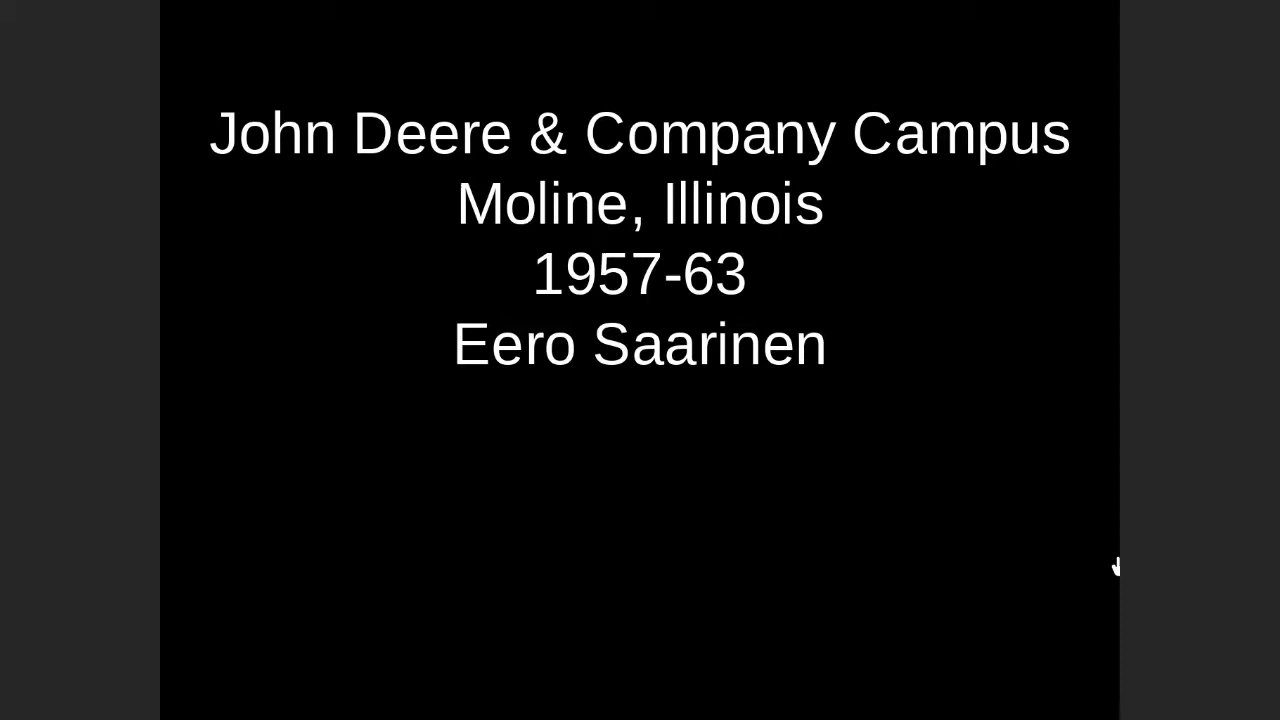 John Deere & Company Campus
Moline, Illinois
1957-63
Eero Saarinen